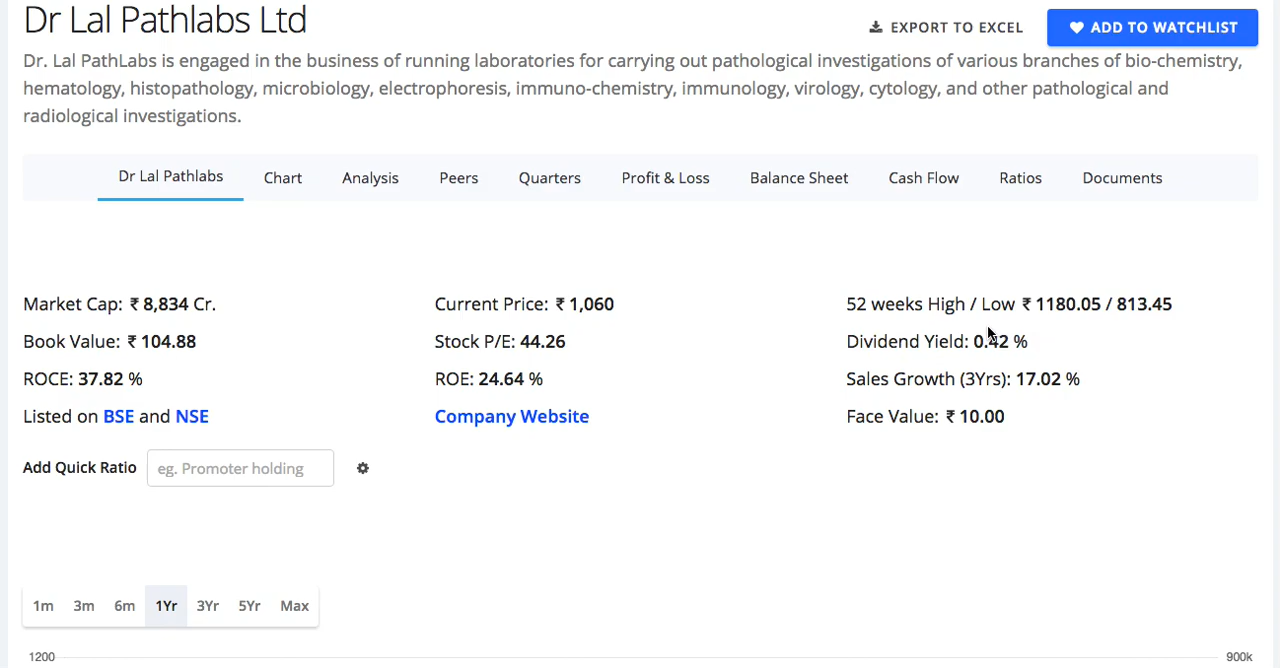 Dr Lal Pathlabs Ltd
EXPORT TO EXCEL
ADD TO WATCHLIST
Dr. Lal PathLabs is engaged in the business of running laboratories for carrying out pathological investigations of various branches of bio-chemistry,
hematology, histopathology, microbiology, electrophoresis, immuno-chemistry, immunology, virology, cytology, and other pathological and
radiological investigations.
Dr Lal Pathlabs Chart Analysis Peers Quarters Profit & Loss Balance Sheet Cash Flow Ratios Documents
Market Cap: ₹ 8,834 Cr. Current Price: ₹ 1,060 52 weeks High / Low ₹ 1180.05 / 813.45
Book Value: ₹ 104.88 Stock P/E: 44.26 Dividend Yield: 0.42 %
ROCE: 37.82 % ROE: 24.64 % Sales Growth (3Yrs): 17.02 %
Listed on BSE and NSE Company Website Face Value: ₹ 10.00
Add Quick Ratio eg. Promoter holding
1m 3m 6m 1Yr 3Yr 5Yr Max
1200 900k